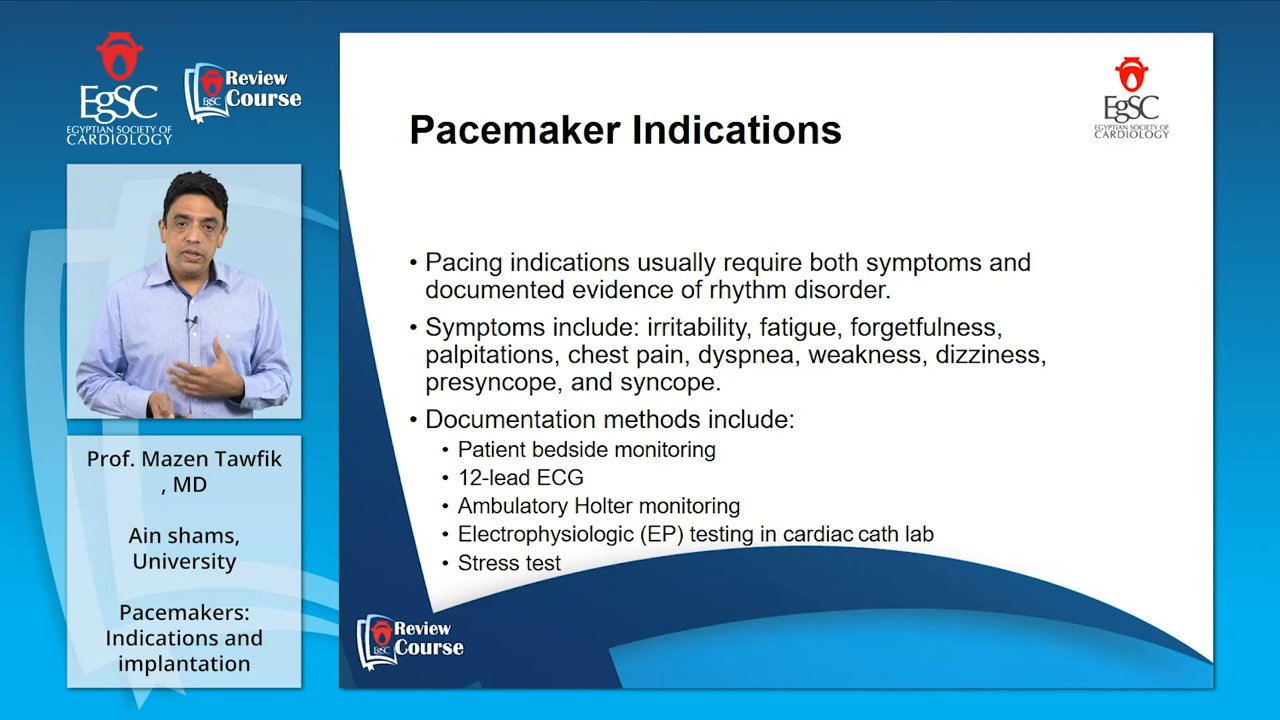 EgSC
EGYPTIAN SOCIETY OF
CARDIOLOGY
EgSC
Review
Course
Prof. Mazen Tawfik
, MD
Ain shams,
University
Pacemakers:
Indications and
implantation
EgSC
EGYPTIAN SOCIETY OF
CARDIOLOGY
Pacemaker Indications
• Pacing indications usually require both symptoms and
documented evidence of rhythm disorder.
• Symptoms include: irritability, fatigue, forgetfulness,
palpitations, chest pain, dyspnea, weakness, dizziness,
presyncope, and syncope.
• Documentation methods include:
• Patient bedside monitoring
• 12-lead ECG
• Ambulatory Holter monitoring
• Electrophysiologic (EP) testing in cardiac cath lab
• Stress test
EgSC
Review
Course